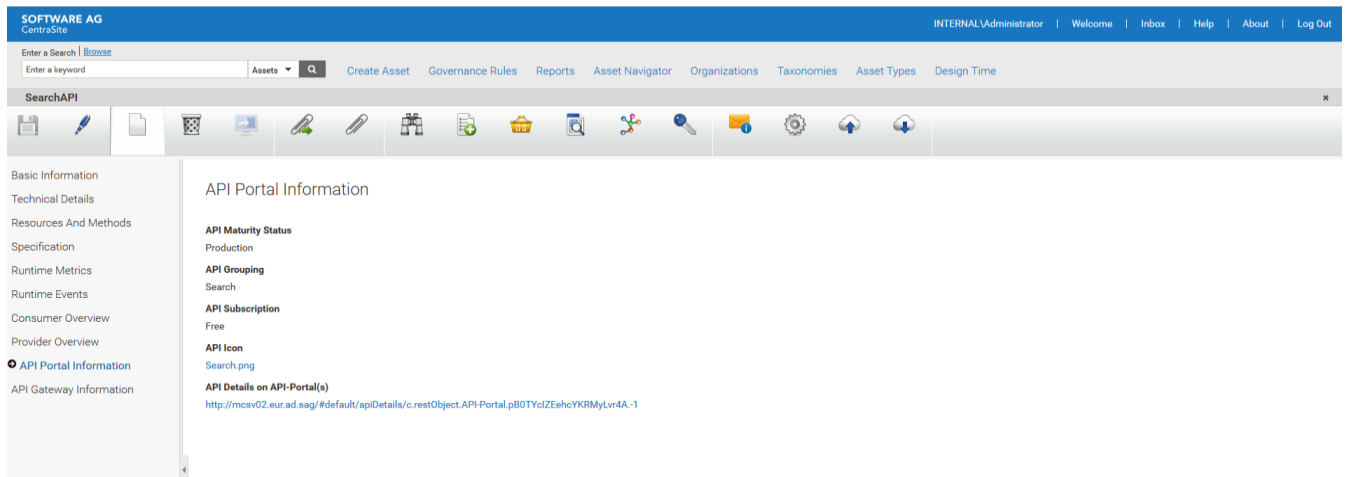 SOFTWARE AG
CentraSite
INTERNAL\Administrator | Welcome | Inbox | Help | About | Log Out
Enter a Search | Browse
Enter a keyword Assets
Create Asset Governance Rules Reports Asset Navigator Organizations Taxonomies Asset Types Design Time
SearchAPI
Basic Information
Technical Details
Resources And Methods
Specification
Runtime Metrics
Runtime Events
Consumer Overview
Provider Overview
API Portal Information
API Gateway Information
API Portal Information
API Maturity Status
Production
API Grouping
Search
API Subscription
Free
API Icon
Search.png
API Details on API-Portal(s)
http://mcsv02.eur.ad.sag/#default/apiDetails/c.restObject.API-Portal.pB0TYcIZEehcYKRMyLvr4A.-1